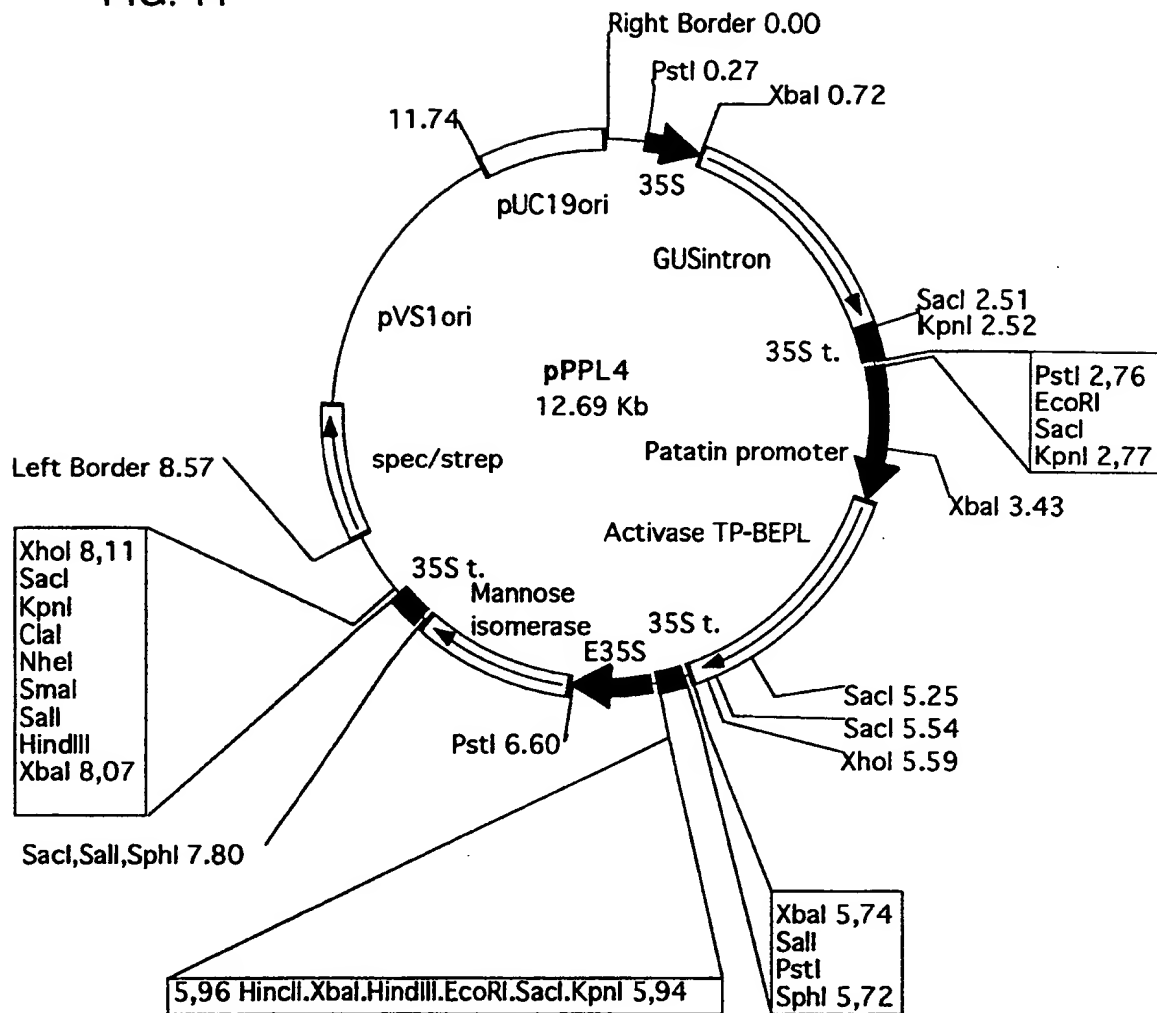 FIG. 11
Right Border 0.00
PstI 0.27
XbaI 0.72
11.74
35S
pUC19ori
GUSintron
pVS1ori
SacI 2.51
KpnI 2.52
35S t.
pPPL4
12.69 Kb
PstI 2,76
EcoRI
SacI
KpnI 2,77
Patatin promoter
XbaI 3.43
spec/strep
Left Border 8.57
Activase TP-BEPL
XhoI 8,11
SacI
KpnI
ClaI
NheI
SmaI
SalI
HindIII
XbaI 8,07
35S t.
Mannose
isomerase
35S t.
E35S
SacI 5.25
SacI 5.54
XhoI 5.59
PstI 6.60
SacI,SalI,SphI 7.80
XbaI 5,74
SalI
PstI
SphI 5,72
5,96 HincII.XbaI.HindIII.EcoRI.SacI.KpnI 5,94